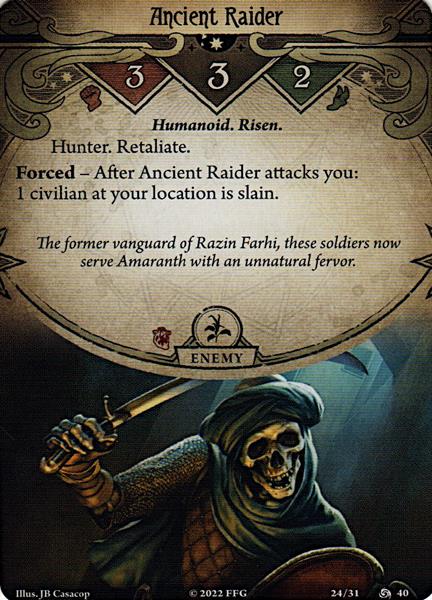 Ancient Raider
3 3 2
Humanoid. Risen.
Hunter. Retaliate.
Forced – After Ancient Raider attacks you:
1 civilian at your location is slain.
The former vanguard of Razin Farhi, these soldiers now
serve Amaranth with an unnatural fervor.
ENEMY
Illus. JB Casacop © 2022 FFG 24/31 40